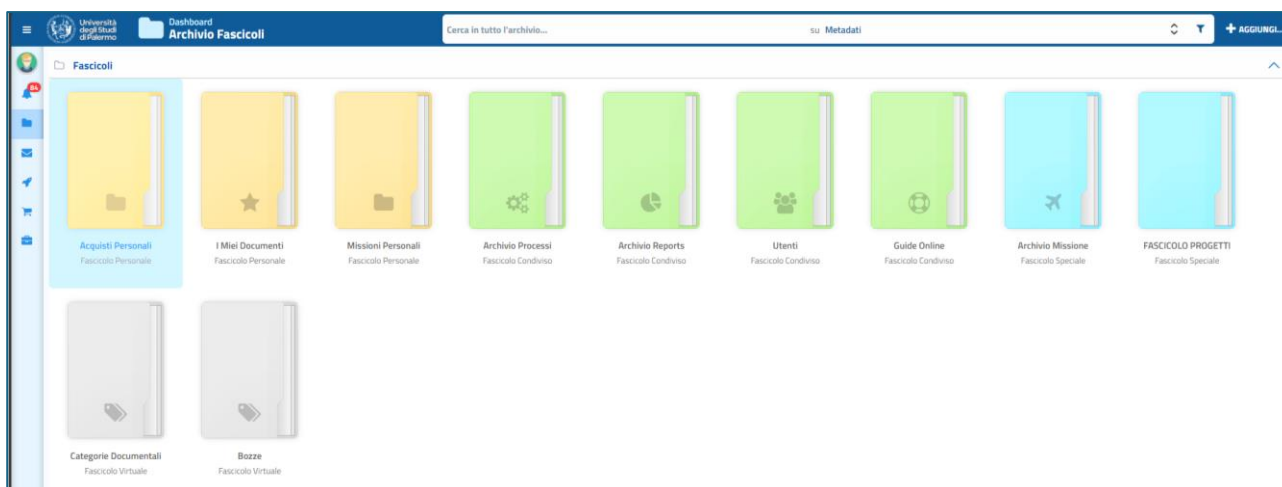 Università
degli Studi
di Palermo
Dashboard
Archivio Fascicoli
Cerca in tutto l'archivio...
su Metadati
AGGIUNGI...
Fascicoli
84
Acquisti Personali
Fascicolo Personale
I Miei Documenti
Fascicolo Personale
Missioni Personali
Fascicolo Personale
Archivio Processi
Fascicolo Condiviso
Archivio Reports
Fascicolo Condiviso
Utenti
Fascicolo Condiviso
Guide Online
Fascicolo Condiviso
Archivio Missione
Fascicolo Speciale
FASCICOLO PROGETTI
Fascicolo Speciale
Categorie Documentali
Fascicolo Virtuale
Bozze
Fascicolo Virtuale